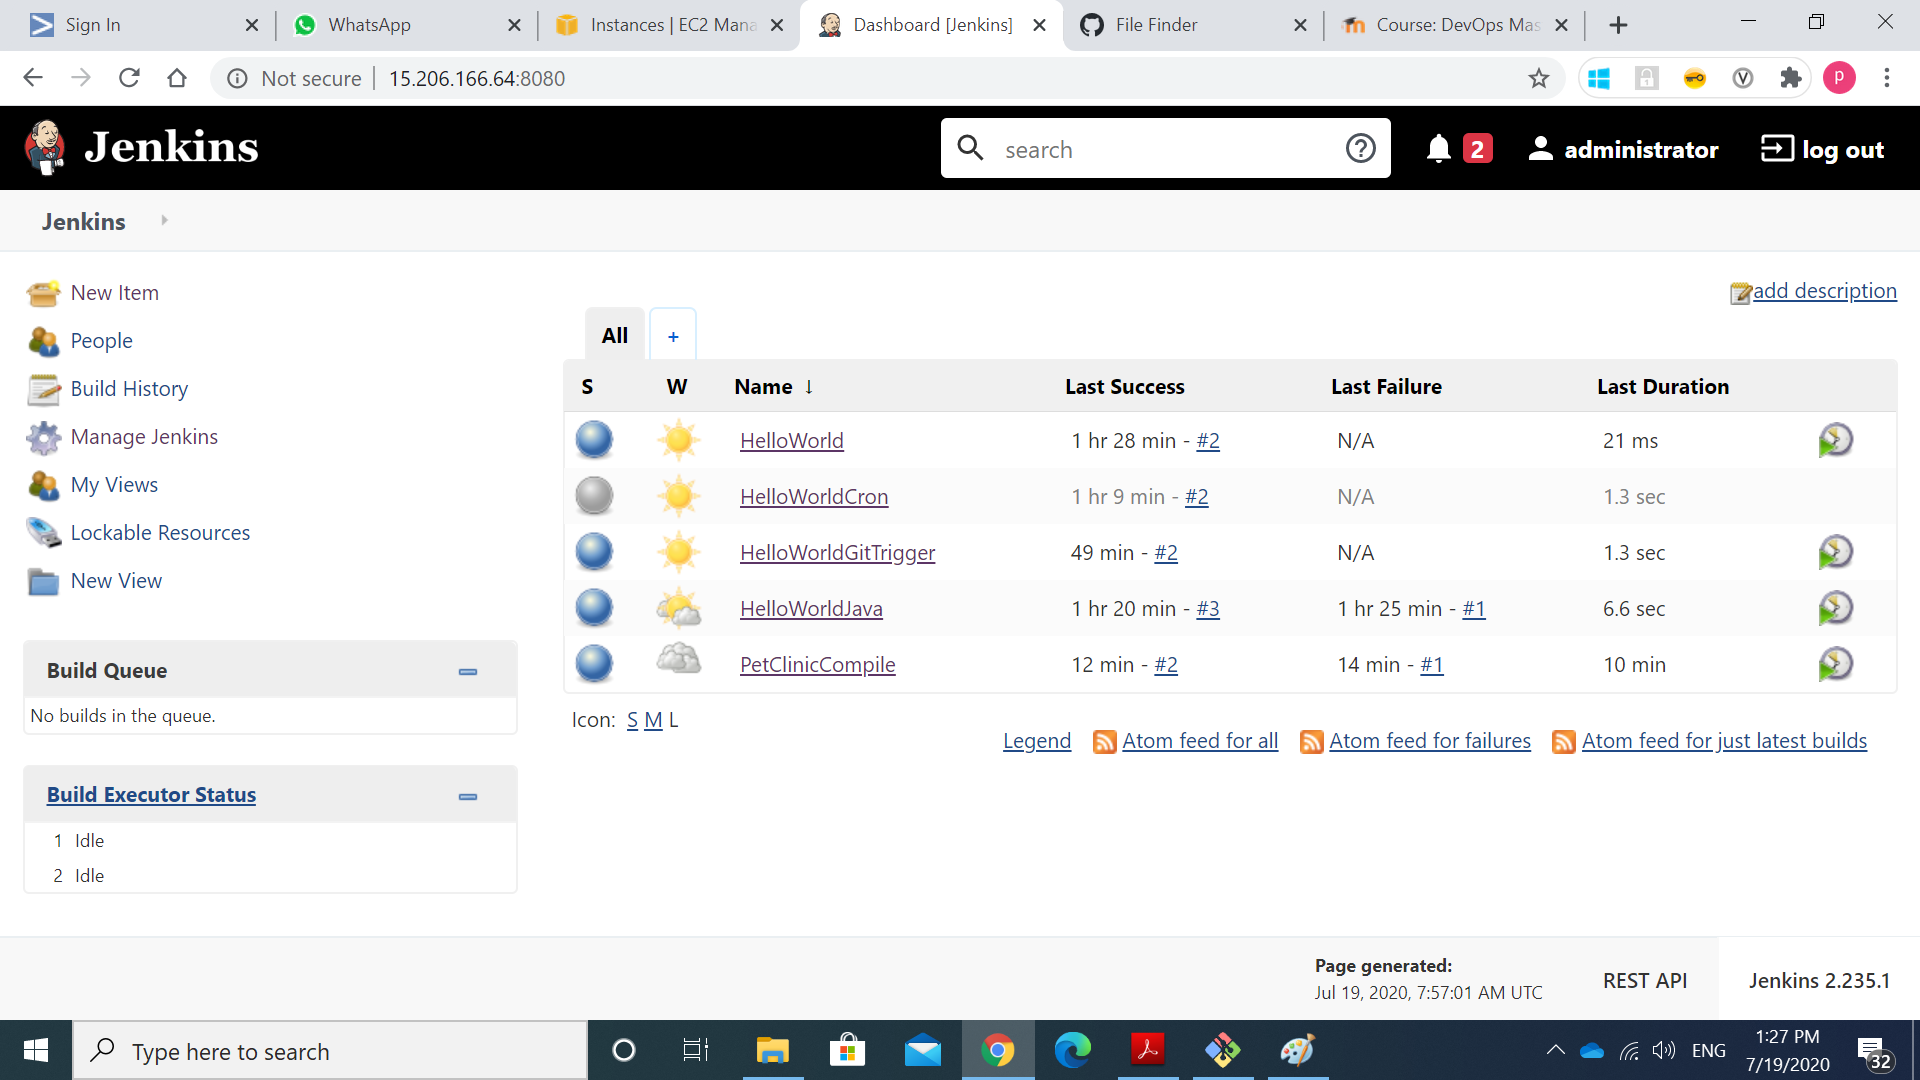 Sign In
WhatsApp
Instances | EC2 Mana
Dashboard [Jenkins]
File Finder
Course: DevOps Mas
Not secure
15.206.166.64:8080
P
Jenkins
search
2
administrator
log out
Jenkins
New Item
People
Build History
Manage Jenkins
My Views
Lockable Resources
New View
Build Queue
No builds in the queue.
Build Executor Status
1 Idle
2 Idle
add description
All +
S W Name ↓ Last Success Last Failure Last Duration
HelloWorld 1 hr 28 min - #2 N/A 21 ms
HelloWorldCron 1 hr 9 min - #2 N/A 1.3 sec
HelloWorldGitTrigger 49 min - #2 N/A 1.3 sec
HelloWorldJava 1 hr 20 min - #3 1 hr 25 min - #1 6.6 sec
PetClinicCompile 12 min - #2 14 min - #1 10 min
Icon: S M L
Legend Atom feed for all Atom feed for failures Atom feed for just latest builds
Page generated:
Jul 19, 2020, 7:57:01 AM UTC
REST API
Jenkins 2.235.1
Type here to search
ENG
1:27 PM
7/19/2020
32